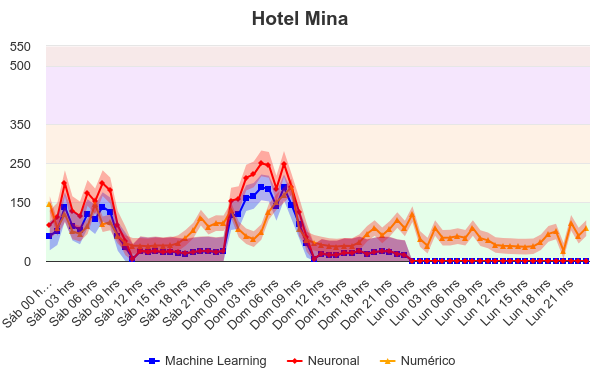 Hotel Mina
550
500
350
250
150
0
Sáb 00 h...
Sáb 03 hrs
Sáb 06 hrs
Sáb 09 hrs
Sáb 12 hrs
Sáb 15 hrs
Sáb 18 hrs
Sáb 21 hrs
Dom 00 hrs
Dom 03 hrs
Dom 06 hrs
Dom 09 hrs
Dom 12 hrs
Dom 15 hrs
Dom 18 hrs
Dom 21 hrs
Lun 00 hrs
Lun 03 hrs
Lun 06 hrs
Lun 09 hrs
Lun 12 hrs
Lun 15 hrs
Lun 18 hrs
Lun 21 hrs
Machine Learning Neuronal Numérico